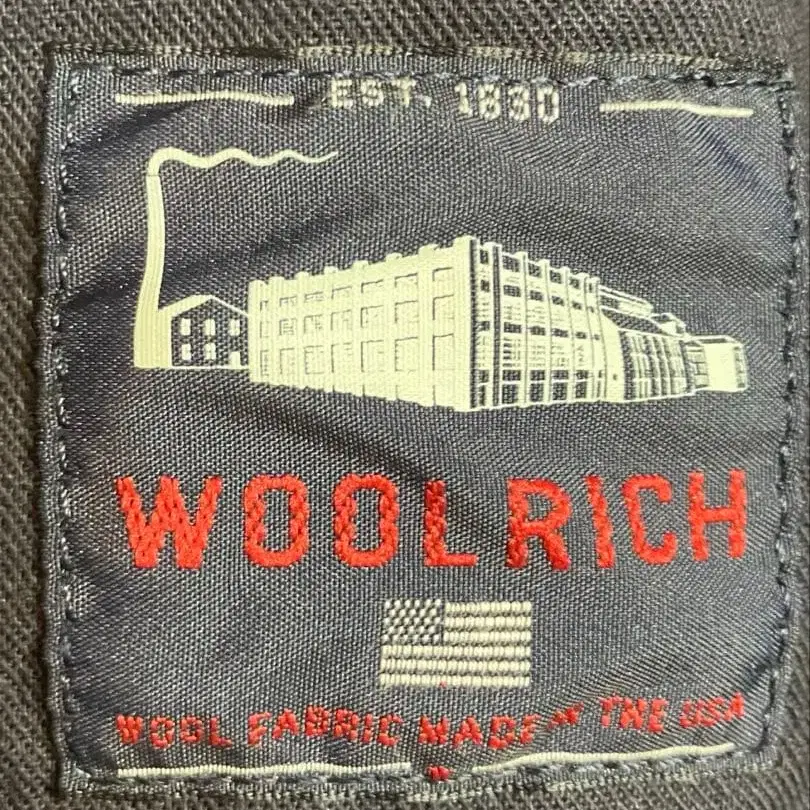 EST. 1830
WOOLRICH
WOOL FABRIC MADE IN THE USA